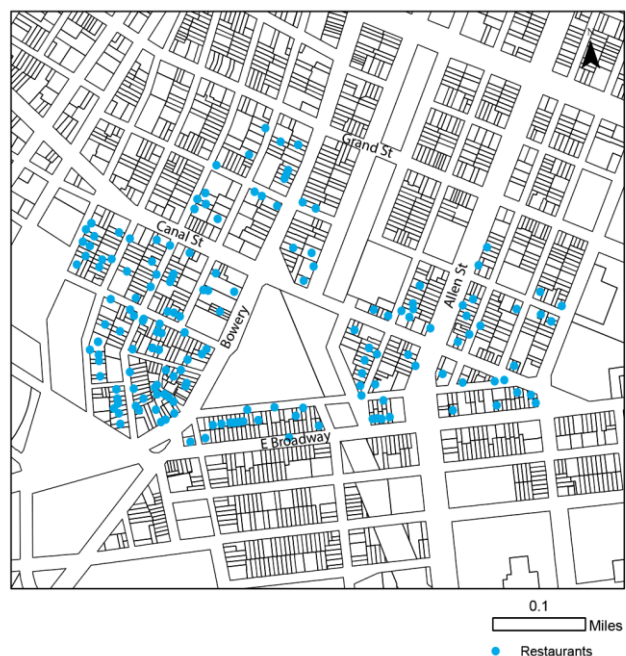 Grand St
Canal St
Allen St
Bowery
E Broadway
0.1
Miles
Restaurants